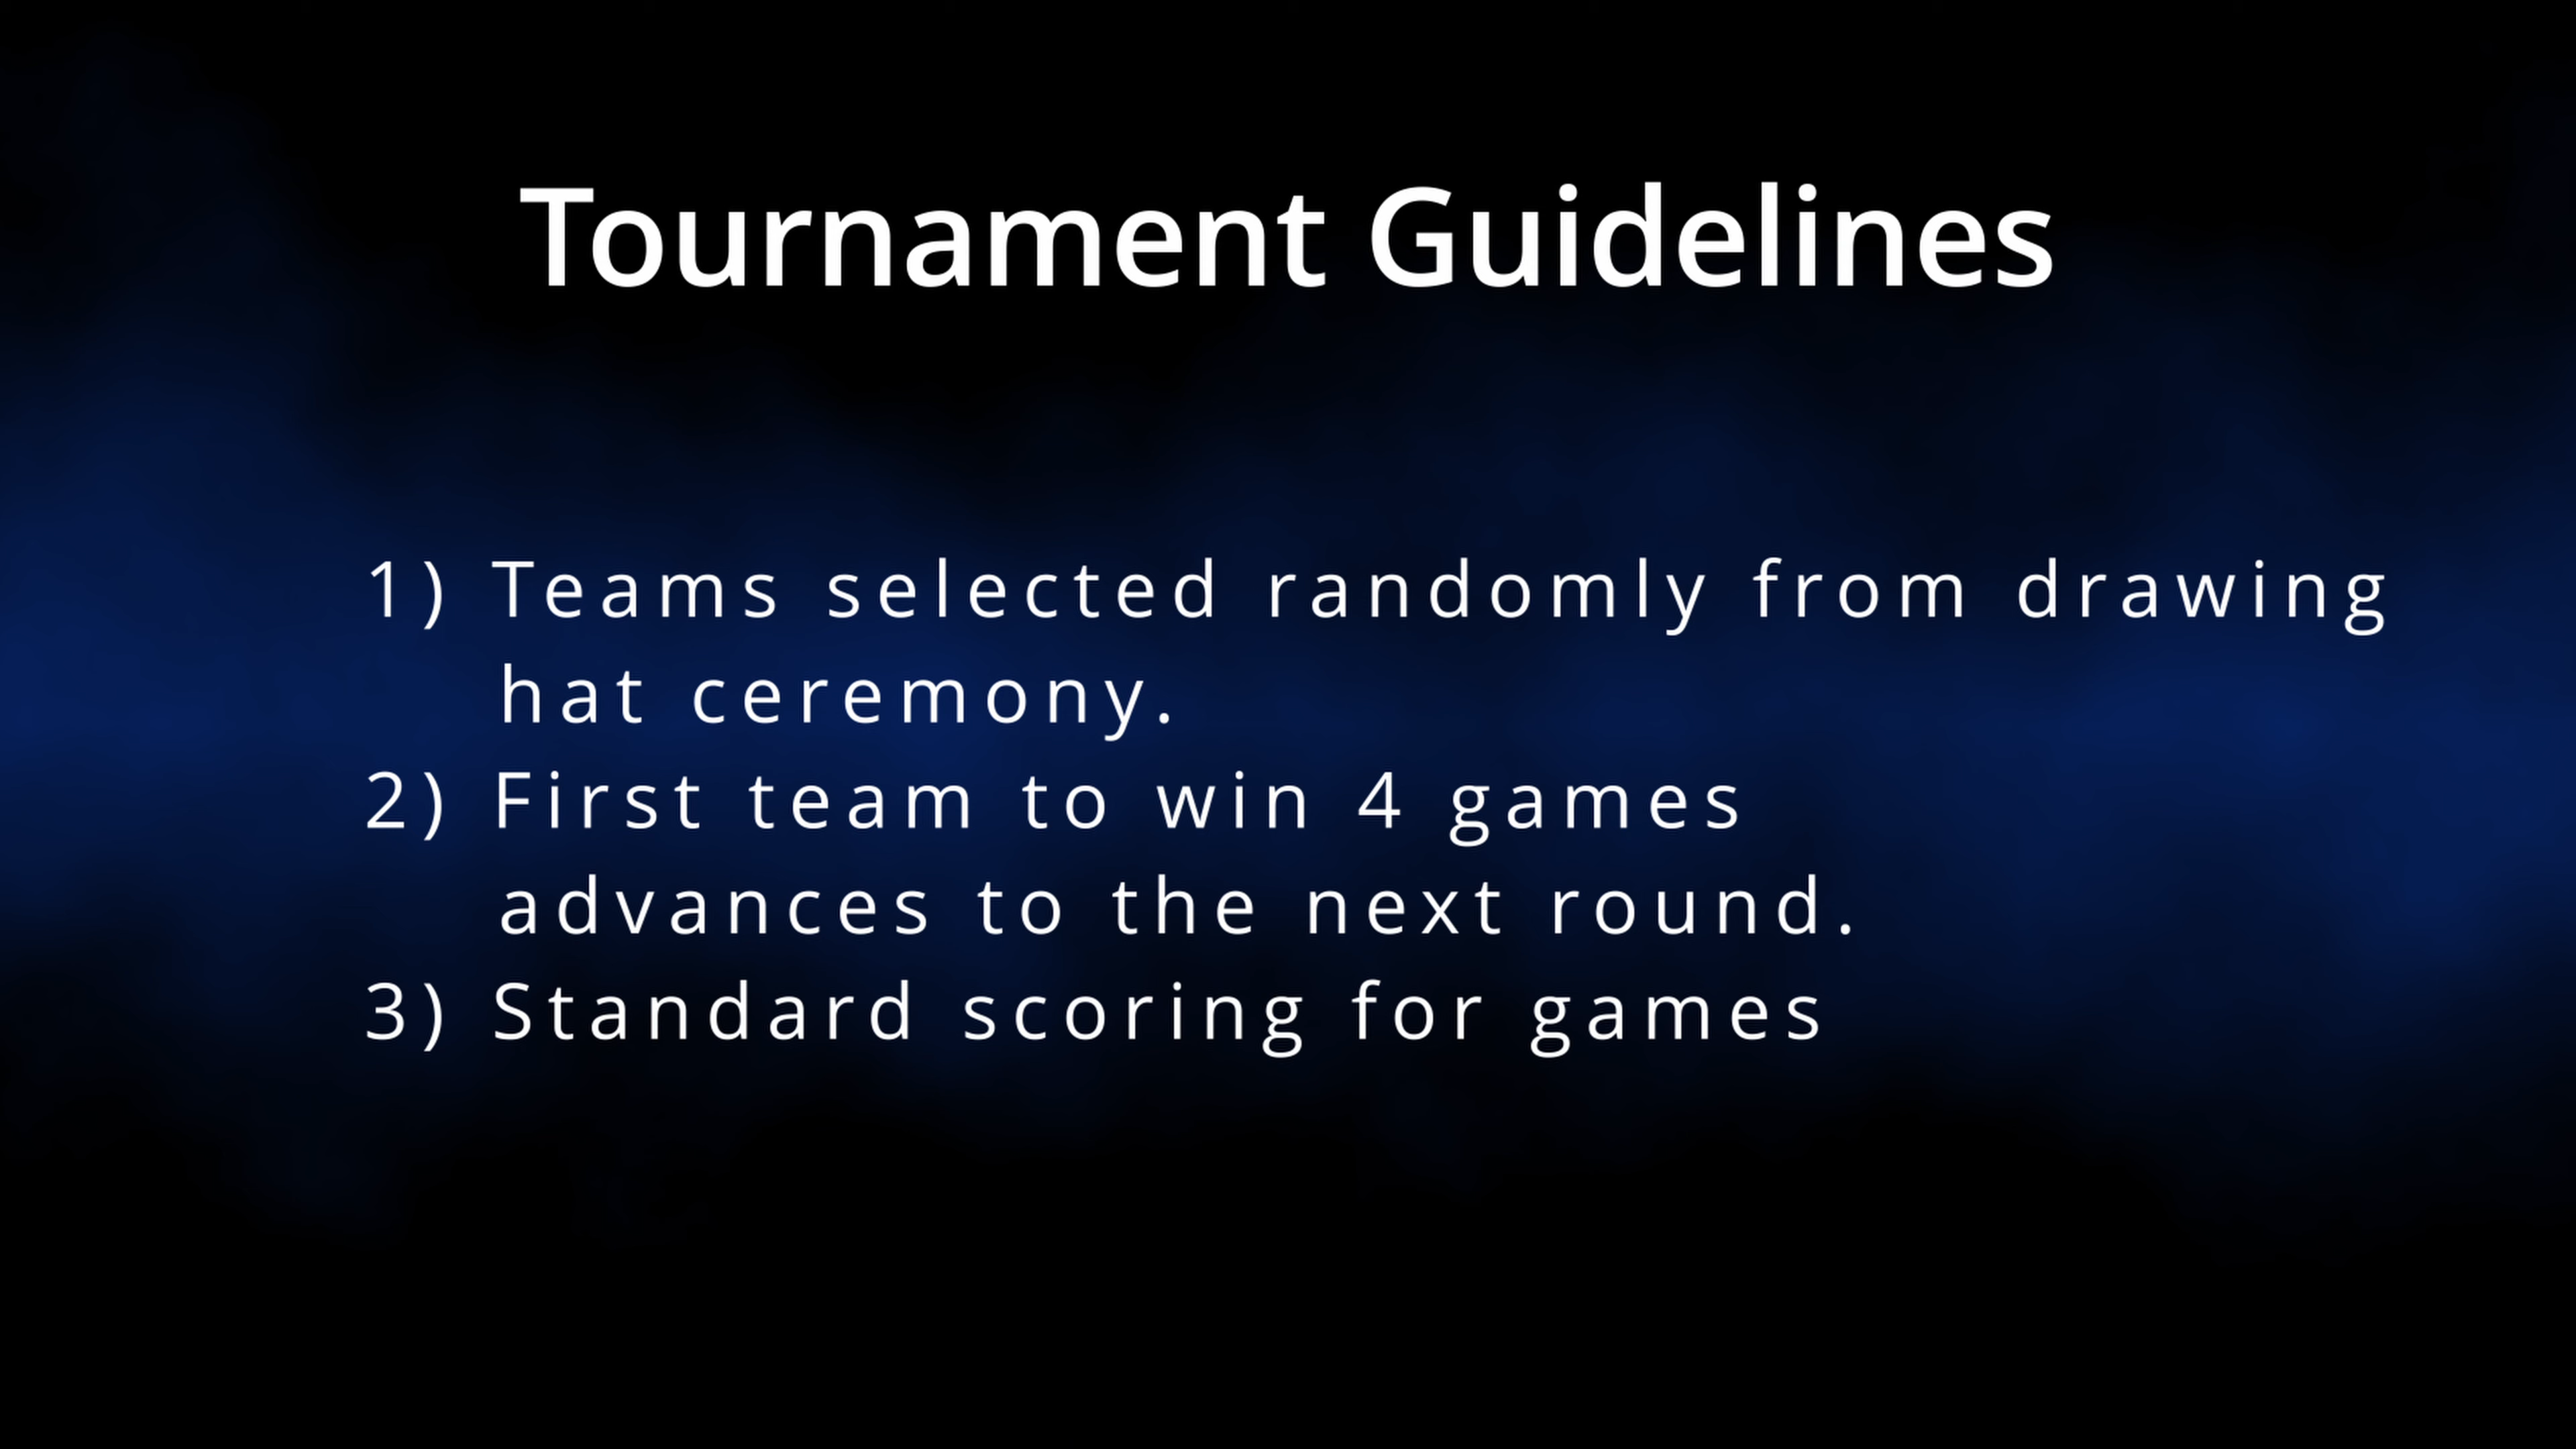 Tournament Guidelines
1) Teams selected randomly from drawing
hat ceremony.
2) First team to win 4 games
advances to the next round.
3) Standard scoring for games